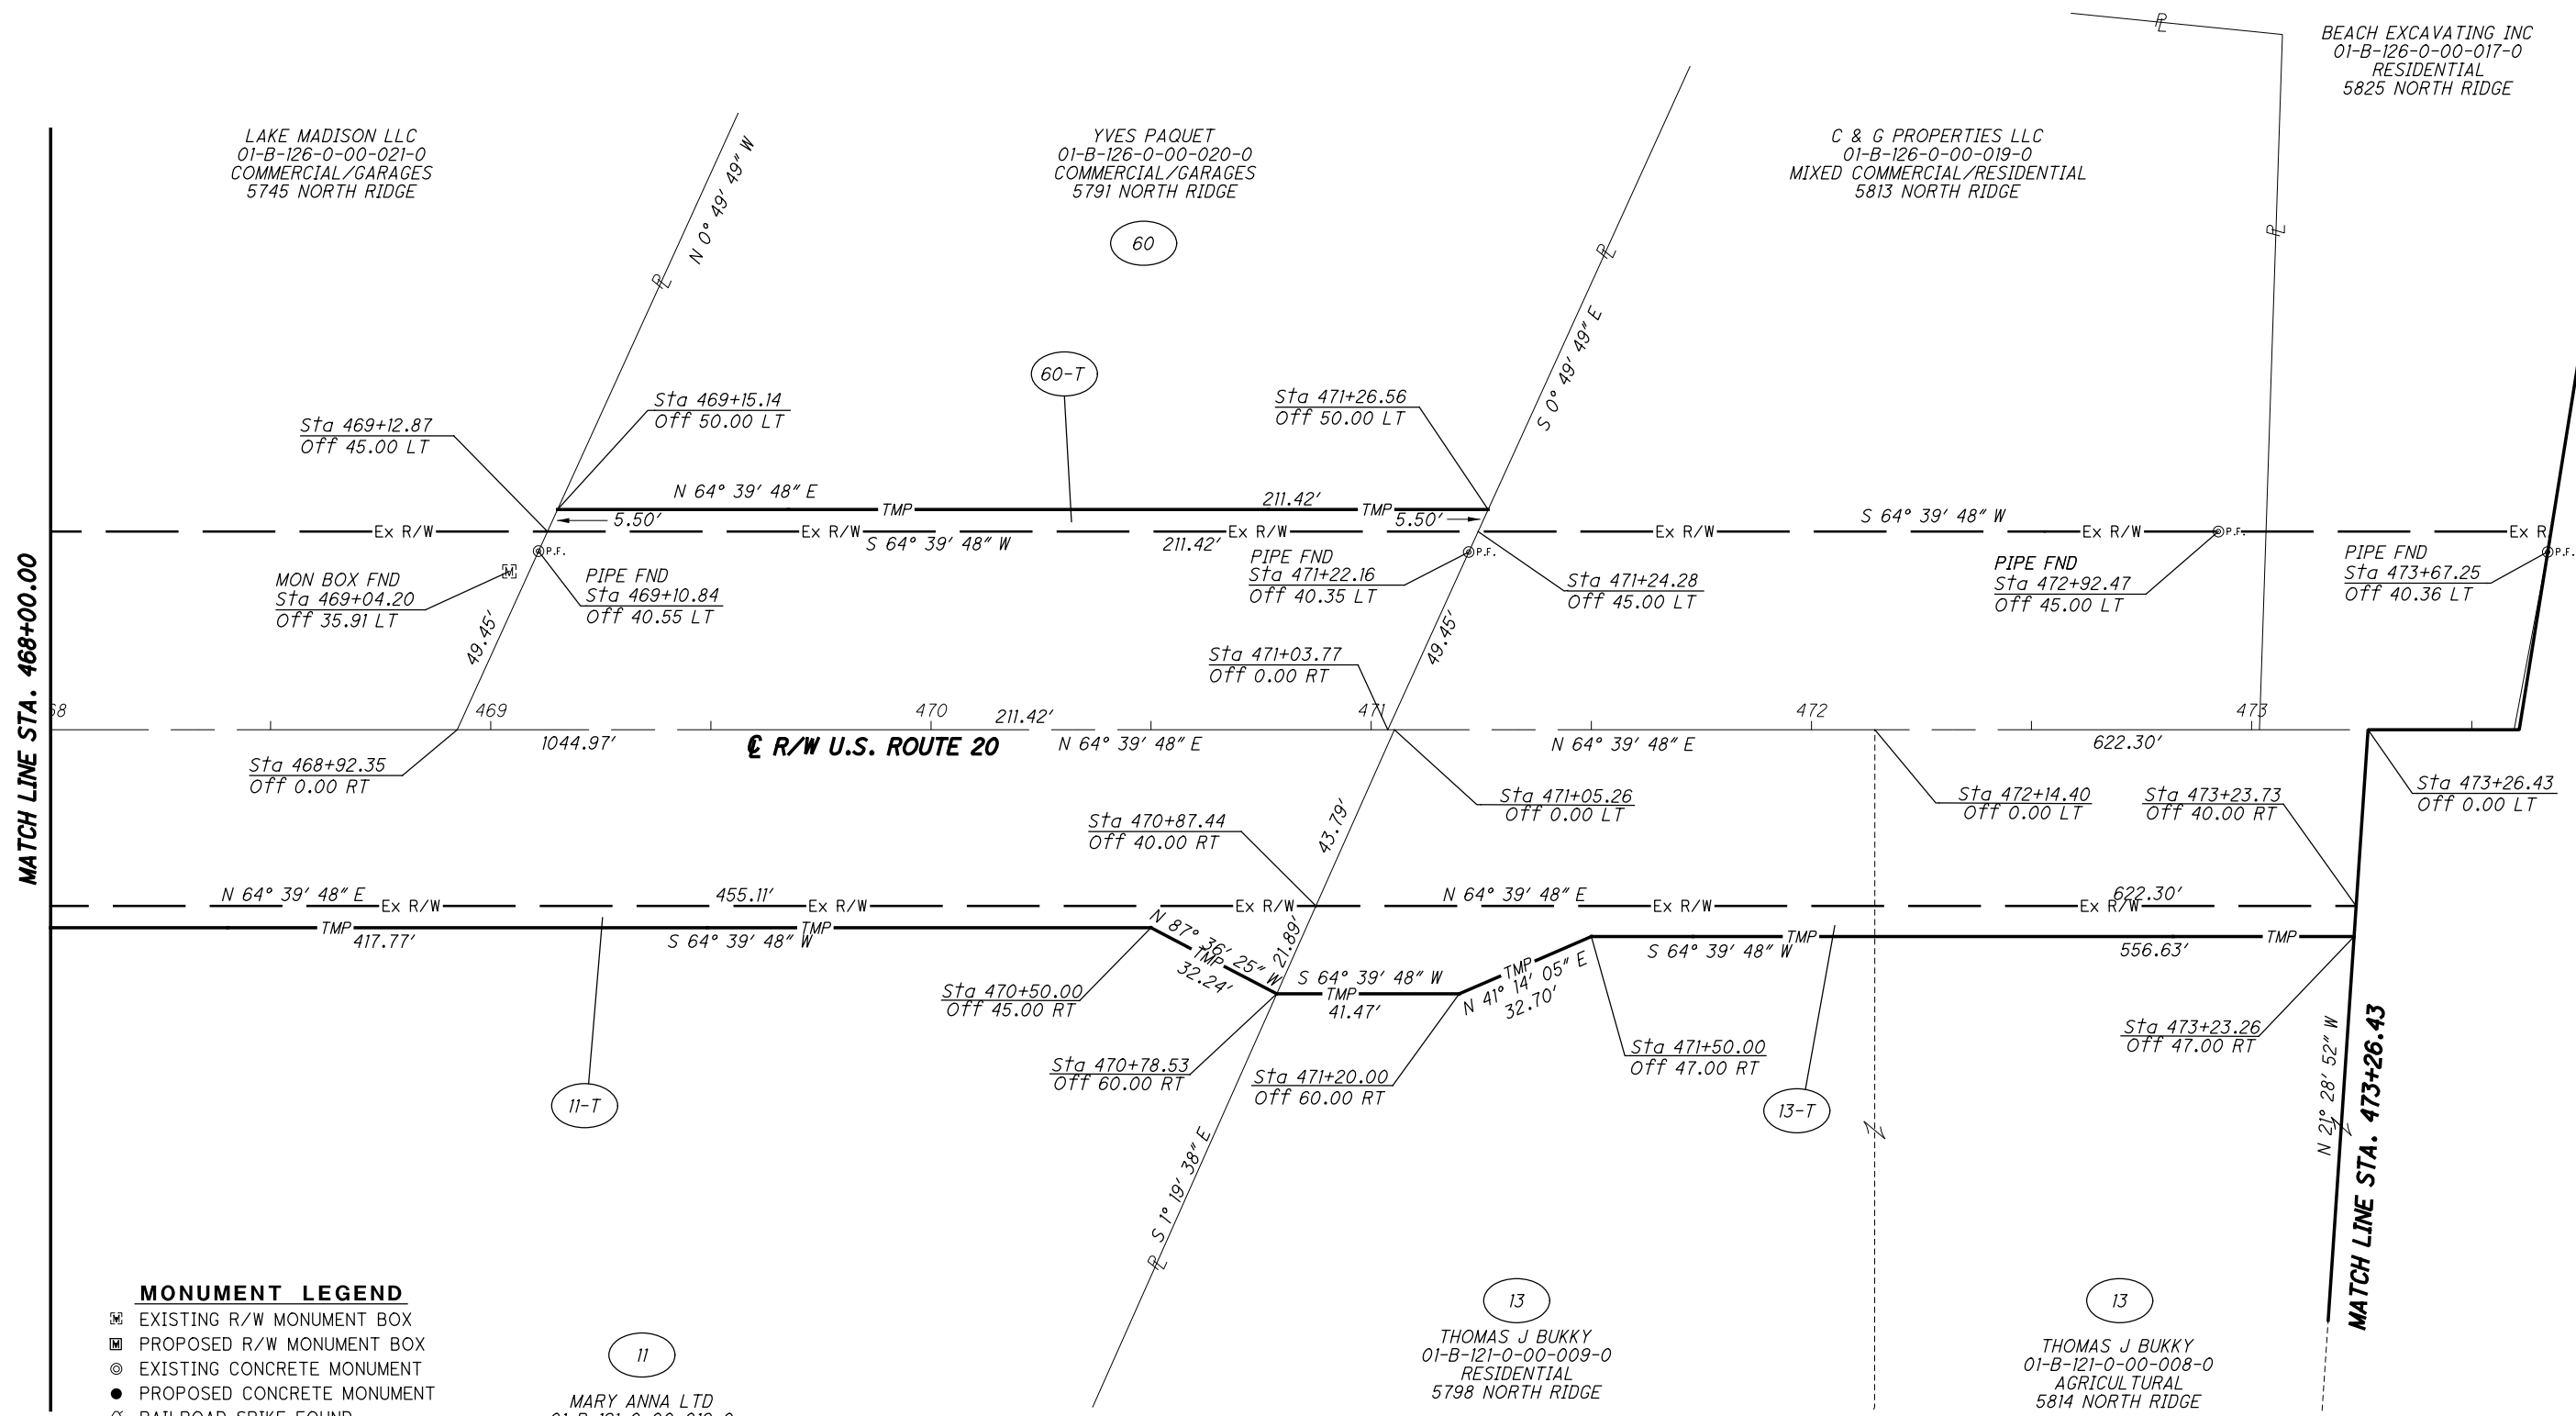 BEACH EXCAVATING INC
01-B-126-0-00-017-0
RESIDENTIAL
5825 NORTH RIDGE
LAKE MADISON LLC
01-B-126-0-00-021-0
COMMERCIAL/GARAGES
5745 NORTH RIDGE
YVES PAQUET
01-B-126-0-00-020-0
COMMERCIAL/GARAGES
5791 NORTH RIDGE
60
C & G PROPERTIES LLC
01-B-126-0-00-019-0
MIXED COMMERCIAL/RESIDENTIAL
5813 NORTH RIDGE
PL
PL
PL
PL
N 0° 49' 49" W
S 0° 49' 49" E
60-T
Sta 469+12.87
Off 45.00 LT
Sta 469+15.14
Off 50.00 LT
Sta 471+26.56
Off 50.00 LT
N 64° 39' 48" E
TMP
211.42'
TMP
5.50'
5.50'
Ex R/W
Ex R/W
S 64° 39' 48" W
211.42'
Ex R/W
Ex R/W
S 64° 39' 48" W
Ex R/W
P.F.
Ex R
P.F.
P.F.
P.F.
MON BOX FND
Sta 469+04.20
Off 35.91 LT
M
PIPE FND
Sta 469+10.84
Off 40.55 LT
PIPE FND
Sta 471+22.16
Off 40.35 LT
Sta 471+24.28
Off 45.00 LT
PIPE FND
Sta 472+92.47
Off 45.00 LT
PIPE FND
Sta 473+67.25
Off 40.36 LT
MATCH LINE STA. 468+00.00
49.45'
49.45'
Sta 471+03.77
Off 0.00 RT
68
469
470
211.42'
471
472
473
1044.97'
CL R/W U.S. ROUTE 20
N 64° 39' 48" E
N 64° 39' 48" E
622.30'
Sta 468+92.35
Off 0.00 RT
Sta 471+05.26
Off 0.00 LT
Sta 472+14.40
Off 0.00 LT
Sta 473+23.73
Off 40.00 RT
Sta 473+26.43
Off 0.00 LT
Sta 470+87.44
Off 40.00 RT
43.79'
N 64° 39' 48" E
Ex R/W
455.11'
Ex R/W
Ex R/W
N 64° 39' 48" E
Ex R/W
622.30'
Ex R/W
TMP
417.77'
S 64° 39' 48" W
TMP
N 87° 36' 25" W
TMP
32.24'
21.89'
S 64° 39' 48" W
TMP
41.47'
TMP
N 41° 14' 05" E
32.70'
S 64° 39' 48" W
TMP
556.63'
TMP
Sta 470+50.00
Off 45.00 RT
Sta 470+78.53
Off 60.00 RT
Sta 471+20.00
Off 60.00 RT
Sta 471+50.00
Off 47.00 RT
Sta 473+23.26
Off 47.00 RT
11-T
13-T
N 21° 28' 52" W
MATCH LINE STA. 473+26.43
PL S 1° 19' 38" E
MONUMENT LEGEND
M EXISTING R/W MONUMENT BOX
M PROPOSED R/W MONUMENT BOX
EXISTING CONCRETE MONUMENT
PROPOSED CONCRETE MONUMENT
RAILROAD SPIKE FOUND
11
MARY ANNA LTD
13
THOMAS J BUKKY
01-B-121-0-00-009-0
RESIDENTIAL
5798 NORTH RIDGE
13
THOMAS J BUKKY
01-B-121-0-00-008-0
AGRICULTURAL
5814 NORTH RIDGE